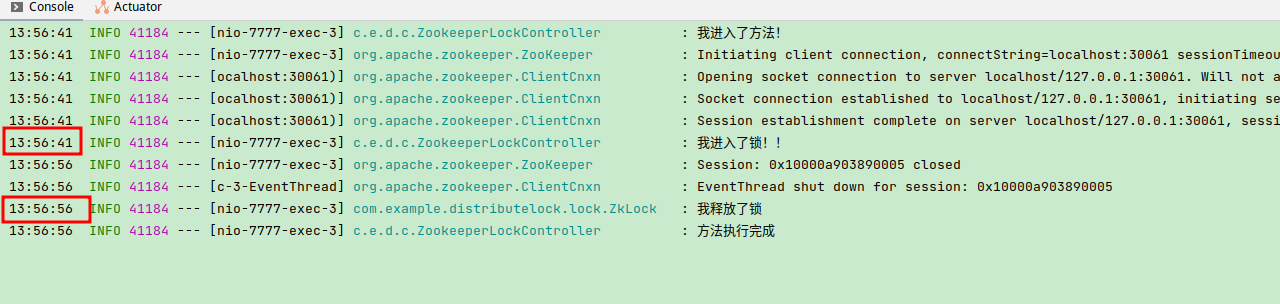 Console Actuator
13:56:41 INFO 41184 --- [nio-7777-exec-3] c.e.d.c.ZookeeperLockController : 我进入了方法!
13:56:41 INFO 41184 --- [nio-7777-exec-3] org.apache.zookeeper.ZooKeeper : Initiating client connection, connectString=localhost:30061 sessionTimeou
13:56:41 INFO 41184 --- [ocalhost:30061)] org.apache.zookeeper.ClientCnxn : Opening socket connection to server localhost/127.0.0.1:30061. Will not a
13:56:41 INFO 41184 --- [ocalhost:30061)] org.apache.zookeeper.ClientCnxn : Socket connection established to localhost/127.0.0.1:30061, initiating se
13:56:41 INFO 41184 --- [ocalhost:30061)] org.apache.zookeeper.ClientCnxn : Session establishment complete on server localhost/127.0.0.1:30061, sessi
13:56:41 INFO 41184 --- [nio-7777-exec-3] c.e.d.c.ZookeeperLockController : 我进入了锁！！
13:56:56 INFO 41184 --- [nio-7777-exec-3] org.apache.zookeeper.ZooKeeper : Session: 0x10000a903890005 closed
13:56:56 INFO 41184 --- [c-3-EventThread] org.apache.zookeeper.ClientCnxn : EventThread shut down for session: 0x10000a903890005
13:56:56 INFO 41184 --- [nio-7777-exec-3] com.example.distributelock.lock.ZkLock : 我释放了锁
13:56:56 INFO 41184 --- [nio-7777-exec-3] c.e.d.c.ZookeeperLockController : 方法执行完成